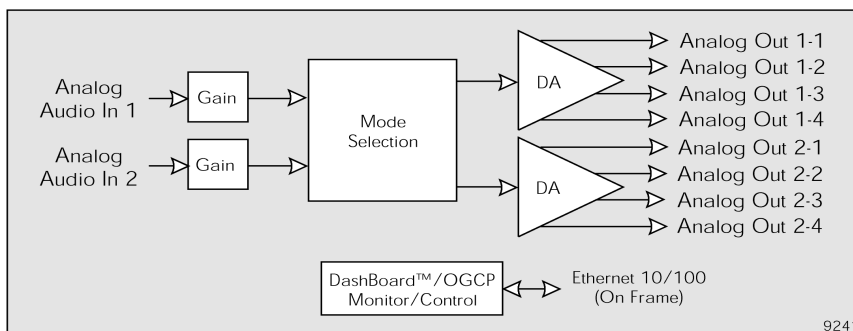 Analog
Audio In 1
Gain
Analog
Audio In 2
Gain
Mode
Selection
DA
Analog Out 1-1
Analog Out 1-2
Analog Out 1-3
Analog Out 1-4
DA
Analog Out 2-1
Analog Out 2-2
Analog Out 2-3
Analog Out 2-4
DashBoard™/OGCP
Monitor/Control
Ethernet 10/100
(On Frame)